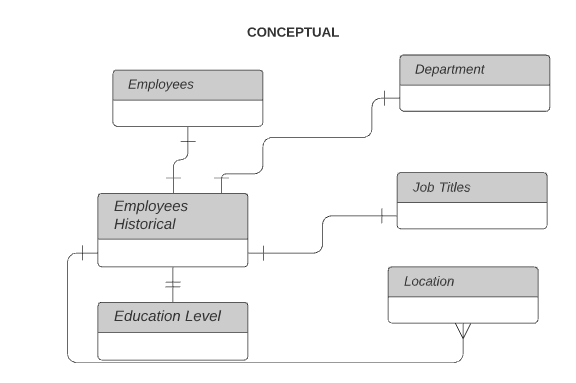 CONCEPTUAL
Department
Employees
Job Titles
Employees
Historical
Location
Education Level